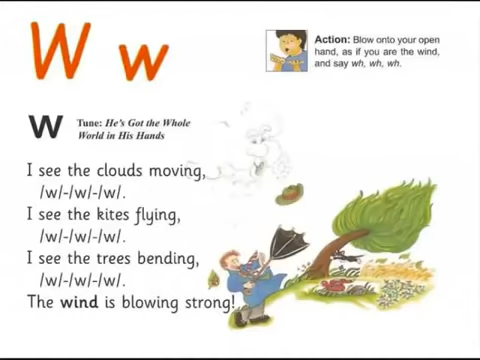 W w
Action: Blow onto your open
hand, as if you are the wind,
and say wh, wh, wh.
w
Tune: He's Got the Whole
World in His Hands
I see the clouds moving,
/w/-/w/-/w/.
I see the kites flying,
/w/-/w/-/w/.
I see the trees bending,
/w/-/w/-/w/.
The wind is blowing strong!